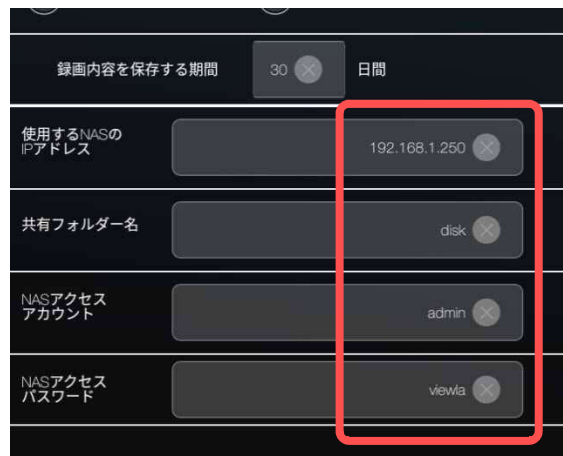 録画内容を保存する期間 30 日間
使用するNASの
IPアドレス
192.168.1.250
共有フォルダー名
disk
NASアクセス
アカウント
admin
NASアクセス
パスワード
viewla